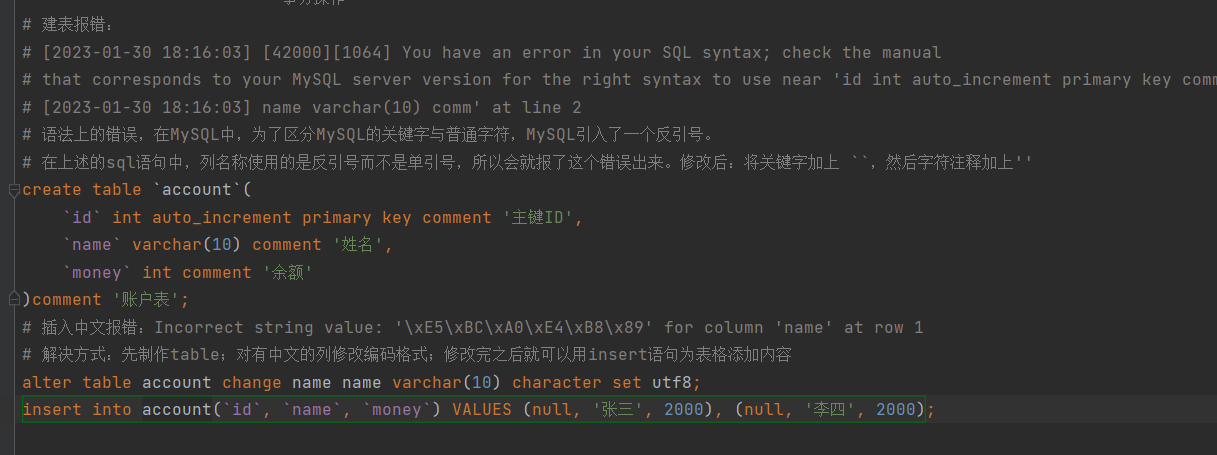 事务操作
# 建表报错:
# [2023-01-30 18:16:03] [42000][1064] You have an error in your SQL syntax; check the manual
# that corresponds to your MySQL server version for the right syntax to use near 'id int auto_increment primary key comm
# [2023-01-30 18:16:03] name varchar(10) comm' at line 2
# 语法上的错误，在MySQL中，为了区分MySQL的关键字与普通字符，MySQL引入了一个反引号。
# 在上述的sql语句中，列名称使用的是反引号而不是单引号，所以会就报了这个错误出来。修改后：将关键字加上 ``，然后字符注释加上''
create table `account`(
    `id` int auto_increment primary key comment '主键ID',
    `name` varchar(10) comment '姓名',
    `money` int comment '余额'
)comment '账户表';
# 插入中文报错：Incorrect string value: '\xE5\xBC\xA0\xE4\xB8\x89' for column 'name' at row 1
# 解决方式：先制作table；对有中文的列修改编码格式；修改完之后就可以用insert语句为表格添加内容
alter table account change name name varchar(10) character set utf8;
insert into account(`id`, `name`, `money`) VALUES (null, '张三', 2000), (null, '李四', 2000);